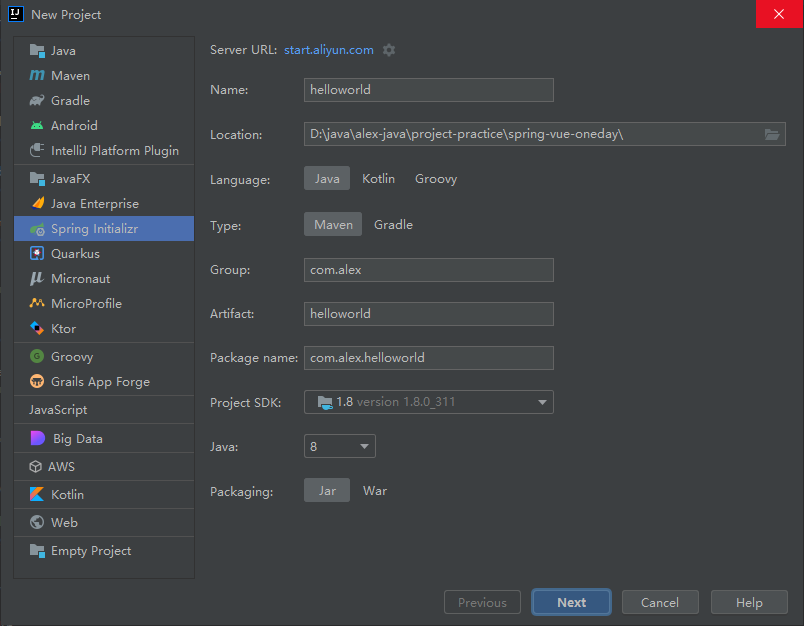 New Project
Java
Maven
Gradle
Android
IntelliJ Platform Plugin
JavaFX
Java Enterprise
Spring Initializr
Quarkus
Micronaut
MicroProfile
Ktor
Groovy
Grails App Forge
JavaScript
Big Data
AWS
Kotlin
Web
Empty Project
Server URL: start.aliyun.com
Name: helloworld
Location: D:\java\alex-java\project-practice\spring-vue-oneday\
Language: Java Kotlin Groovy
Type: Maven Gradle
Group: com.alex
Artifact: helloworld
Package name: com.alex.helloworld
Project SDK: 1.8 version 1.8.0_311
Java: 8
Packaging: Jar War
Previous Next Cancel Help